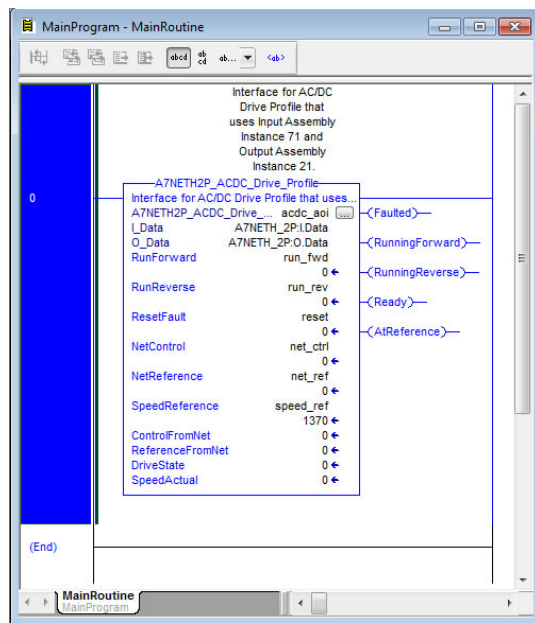 MainProgram - MainRoutine
abcd
ab
cd
ab...
<ab>
Interface for AC/DC
Drive Profile that
uses Input Assembly
Instance 71 and
Output Assembly
Instance 21.
A7NETH2P_ACDC_Drive_Profile
0
Interface for AC/DC Drive Profile that uses...
A7NETH2P_ACDC_Drive_... acdc_aoi ...
Faulted
I_Data A7NETH_2P:I.Data
O_Data A7NETH_2P:O.Data
RunningForward
RunForward run_fwd
0
RunningReverse
RunReverse run_rev
0
Ready
ResetFault reset
0
AtReference
NetControl net_ctrl
0
NetReference net_ref
0
SpeedReference speed_ref
1370
ControlFromNet 0
ReferenceFromNet 0
DriveState 0
SpeedActual 0
(End)
MainRoutine
MainProgram